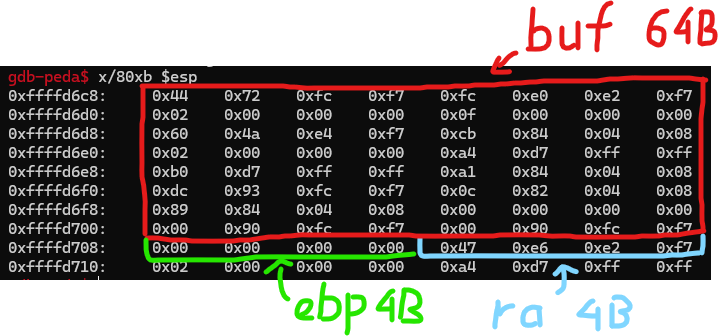 buf 64B
gdb-peda$ x/80xb $esp
0xffffd6c8: 0x44 0x72 0xfc 0xf7 0xfc 0xe0 0xe2 0xf7
0xffffd6d0: 0x02 0x00 0x00 0x00 0x0f 0x00 0x00 0x00
0xffffd6d8: 0x60 0x4a 0xe4 0xf7 0xcb 0x84 0x04 0x08
0xffffd6e0: 0x02 0x00 0x00 0x00 0xa4 0xd7 0xff 0xff
0xffffd6e8: 0xb0 0xd7 0xff 0xff 0xa1 0x84 0x04 0x08
0xffffd6f0: 0xdc 0x93 0xfc 0xf7 0x0c 0x82 0x04 0x08
0xffffd6f8: 0x89 0x84 0x04 0x08 0x00 0x00 0x00 0x00
0xffffd700: 0x00 0x90 0xfc 0xf7 0x00 0x90 0xfc 0xf7
0xffffd708: 0x00 0x00 0x00 0x00 0x47 0xe6 0xe2 0xf7
0xffffd710: 0x02 0x00 0x00 0x00 0xa4 0xd7 0xff 0xff
ebp 4B
ra 4B